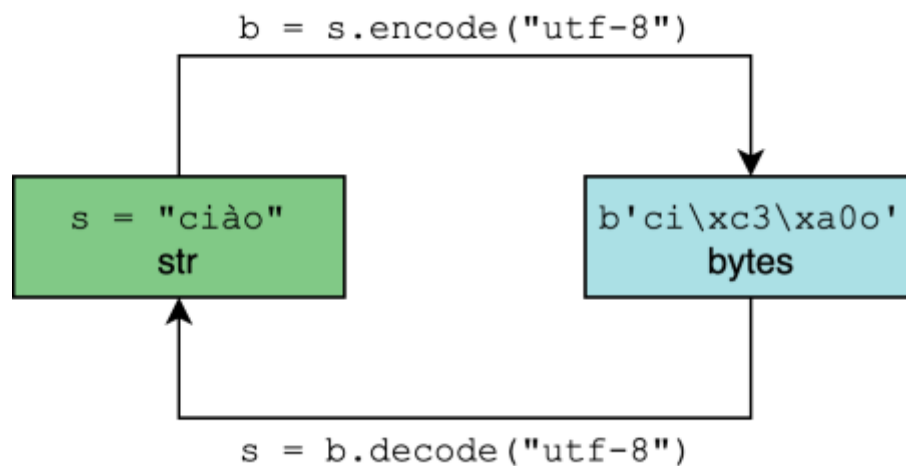 b = s.encode("utf-8")
s = "ciào"
str
b'ci\xc3\xa0o'
bytes
s = b.decode("utf-8")